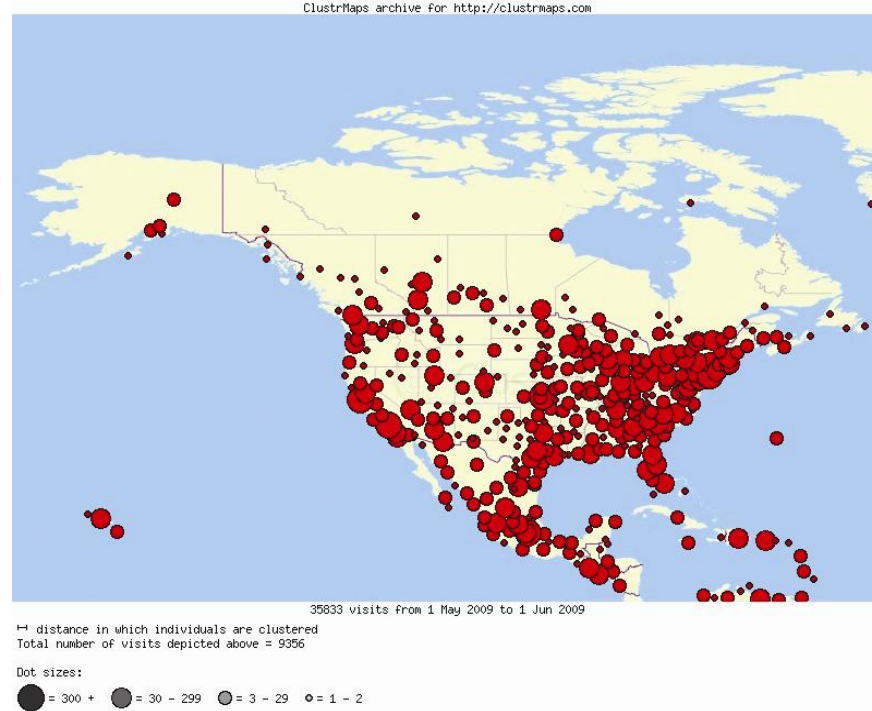 ClustrMaps archive for http://clustrmaps.com
35833 visits from 1 May 2009 to 1 Jun 2009
distance in which individuals are clustered
Total number of visits depicted above = 9356
Dot sizes:
= 300 + = 30 - 299 = 3 - 29 = 1 - 2